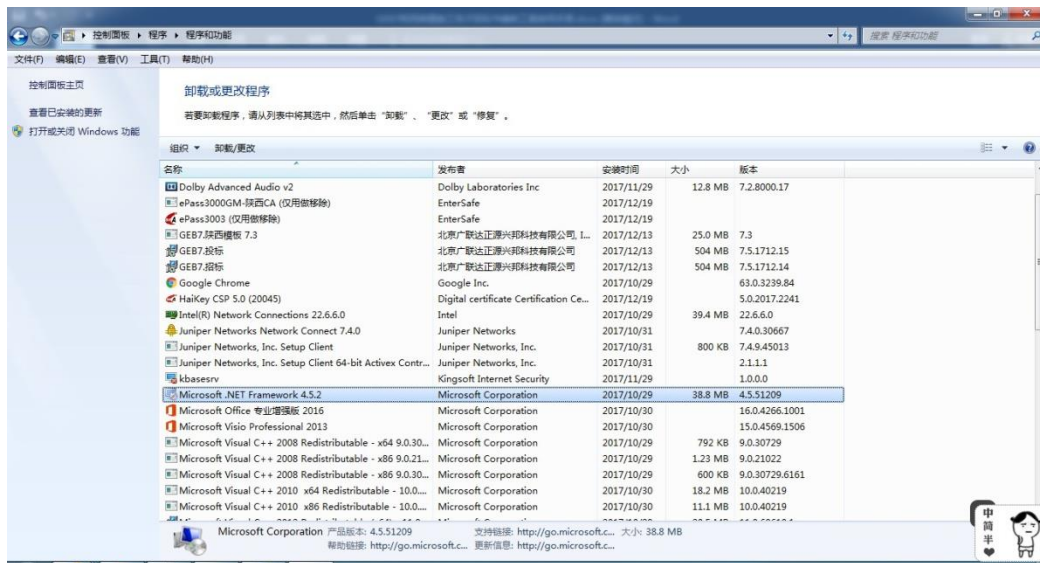 控制面板 ▸ 程序 ▸ 程序和功能 搜索 程序和功能
文件(F) 编辑(E) 查看(V) 工具(T) 帮助(H)
控制面板主页
查看已安装的更新
打开或关闭 Windows 功能
卸载或更改程序
若要卸载程序，请从列表中将其选中，然后单击“卸载”、“更改”或“修复”。
组织 ▾ 卸载/更改
名称 发布者 安装时间 大小 版本
Dolby Advanced Audio v2 Dolby Laboratories Inc 2017/11/29 12.8 MB 7.2.8000.17
ePass3000GM-陕西CA (仅用做移除) EnterSafe 2017/12/19
ePass3003 (仅用做移除) EnterSafe 2017/12/19
GEB7.陕西模板 7.3 北京广联达正源兴邦科技有限公司, I... 2017/12/13 25.0 MB 7.3
GEB7.投标 北京广联达正源兴邦科技有限公司 2017/12/13 504 MB 7.5.1712.15
GEB7.招标 北京广联达正源兴邦科技有限公司 2017/12/13 504 MB 7.5.1712.14
Google Chrome Google Inc. 2017/10/29 63.0.3239.84
HaiKey CSP 5.0 (20045) Digital certificate Certification Ce... 2017/12/19 5.0.2017.2241
Intel(R) Network Connections 22.6.6.0 Intel 2017/10/29 39.4 MB 22.6.6.0
Juniper Networks Network Connect 7.4.0 Juniper Networks 2017/10/31 7.4.0.30667
Juniper Networks, Inc. Setup Client Juniper Networks, Inc. 2017/10/31 800 KB 7.4.9.45013
Juniper Networks, Inc. Setup Client 64-bit Activex Contr... Juniper Networks, Inc. 2017/10/31 2.1.1.1
kbasesrv Kingsoft Internet Security 2017/11/29 1.0.0.0
Microsoft .NET Framework 4.5.2 Microsoft Corporation 2017/10/29 38.8 MB 4.5.51209
Microsoft Office 专业增强版 2016 Microsoft Corporation 2017/10/30 16.0.4266.1001
Microsoft Visio Professional 2013 Microsoft Corporation 2017/10/30 15.0.4569.1506
Microsoft Visual C++ 2008 Redistributable - x64 9.0.30... Microsoft Corporation 2017/10/29 792 KB 9.0.30729
Microsoft Visual C++ 2008 Redistributable - x86 9.0.21... Microsoft Corporation 2017/10/29 1.23 MB 9.0.21022
Microsoft Visual C++ 2008 Redistributable - x86 9.0.30... Microsoft Corporation 2017/10/29 600 KB 9.0.30729.6161
Microsoft Visual C++ 2010 x64 Redistributable - 10.0.... Microsoft Corporation 2017/10/30 18.2 MB 10.0.40219
Microsoft Visual C++ 2010 x86 Redistributable - 10.0.... Microsoft Corporation 2017/10/30 11.1 MB 10.0.40219
Microsoft Corporation 产品版本: 4.5.51209 支持链接: http://go.microsoft.c... 大小: 38.8 MB
帮助链接: http://go.microsoft.c... 更新信息: http://go.microsoft.c...
中
简
半